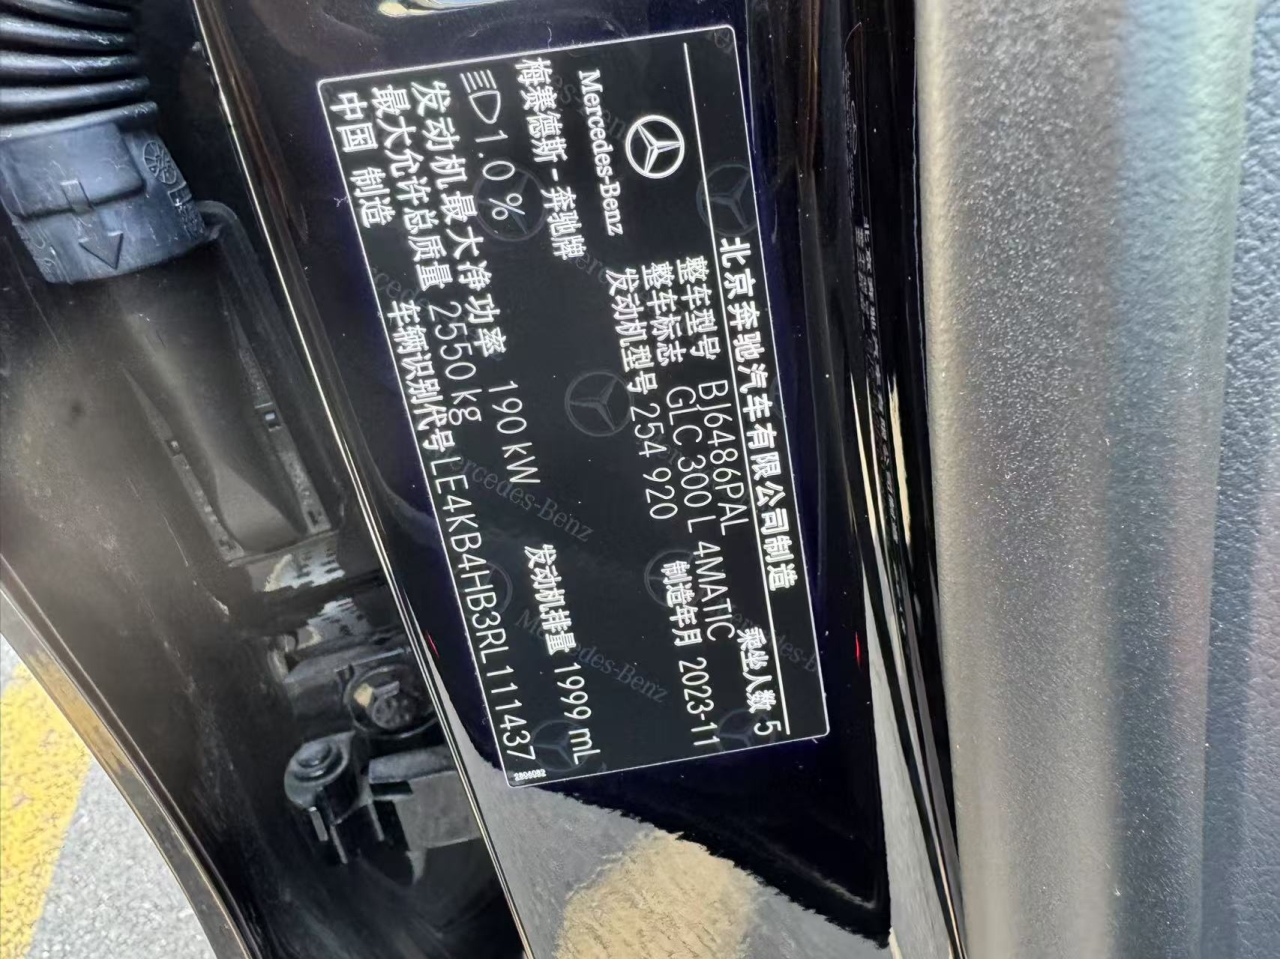 北京奔驰汽车有限公司制造
乘坐人数 5
Mercedes-Benz
整车型号 BJ6486PAL
整车标志 GLC 300 L 4MATIC
发动机型号 254 920
制造年月 2023-11
梅赛德斯-奔驰牌
1.0 %
发动机最大净功率 190 kW
发动机排量 1999 mL
最大允许总质量 2550 kg
中国 制造
车辆识别代号 LE4KB4HB3RL111437